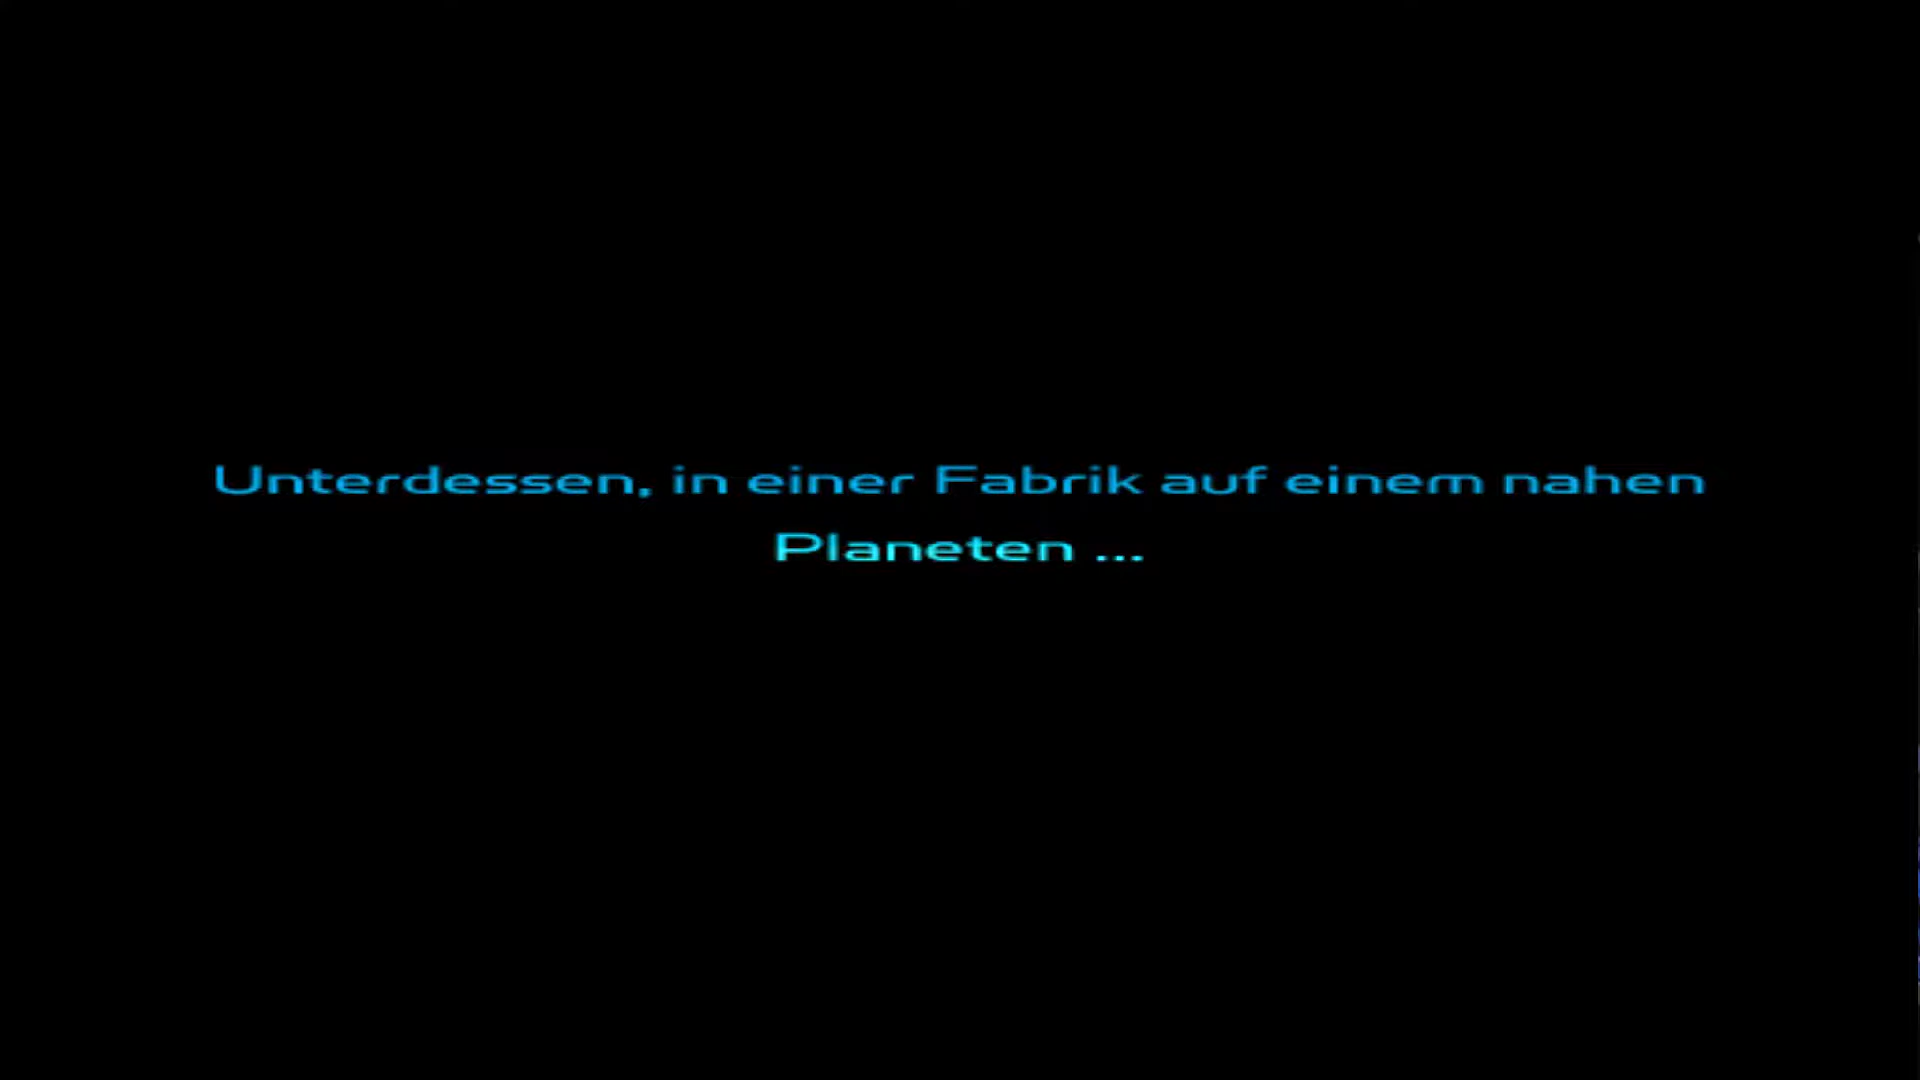 Unterdessen, in einer Fabrik auf einem nahen
Planeten ...